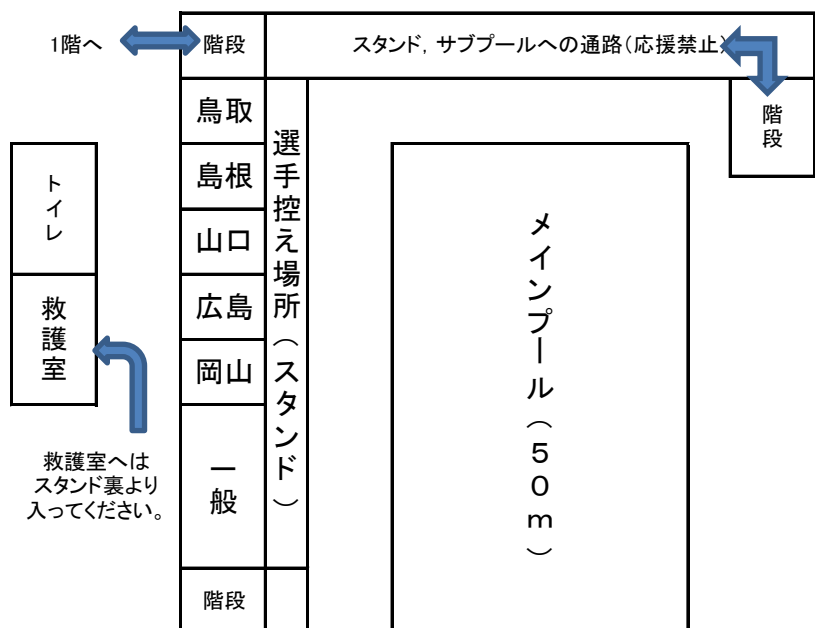 1階へ
階段
スタンド，サブプールへの通路（応援禁止）
階段
鳥取
島根
山口
広島
岡山
一般
階段
選手控え場所（スタンド）
メインプール（５０ｍ）
トイレ
救護室
救護室へは
スタンド裏より
入ってください。